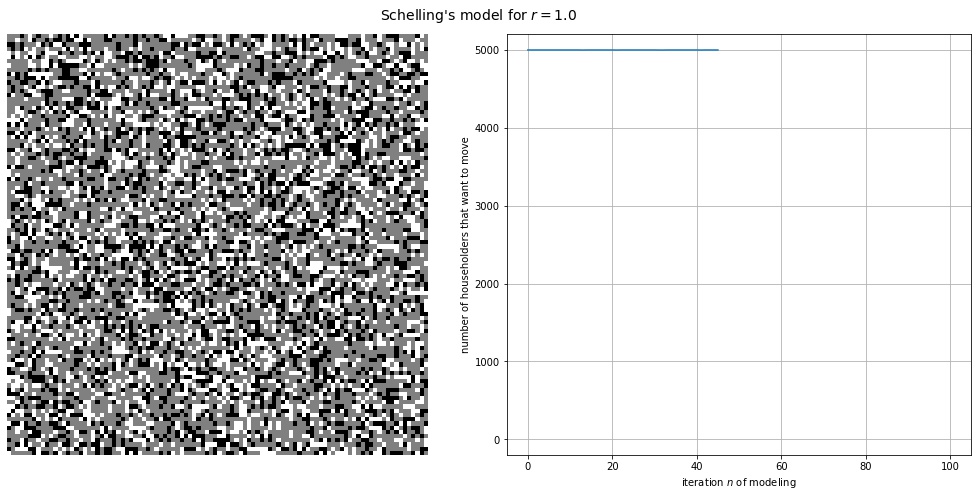 Schelling's model for r = 1.0
number of householders that want to move
5000
4000
3000
2000
1000
0
0 20 40 60 80 100
iteration n of modeling